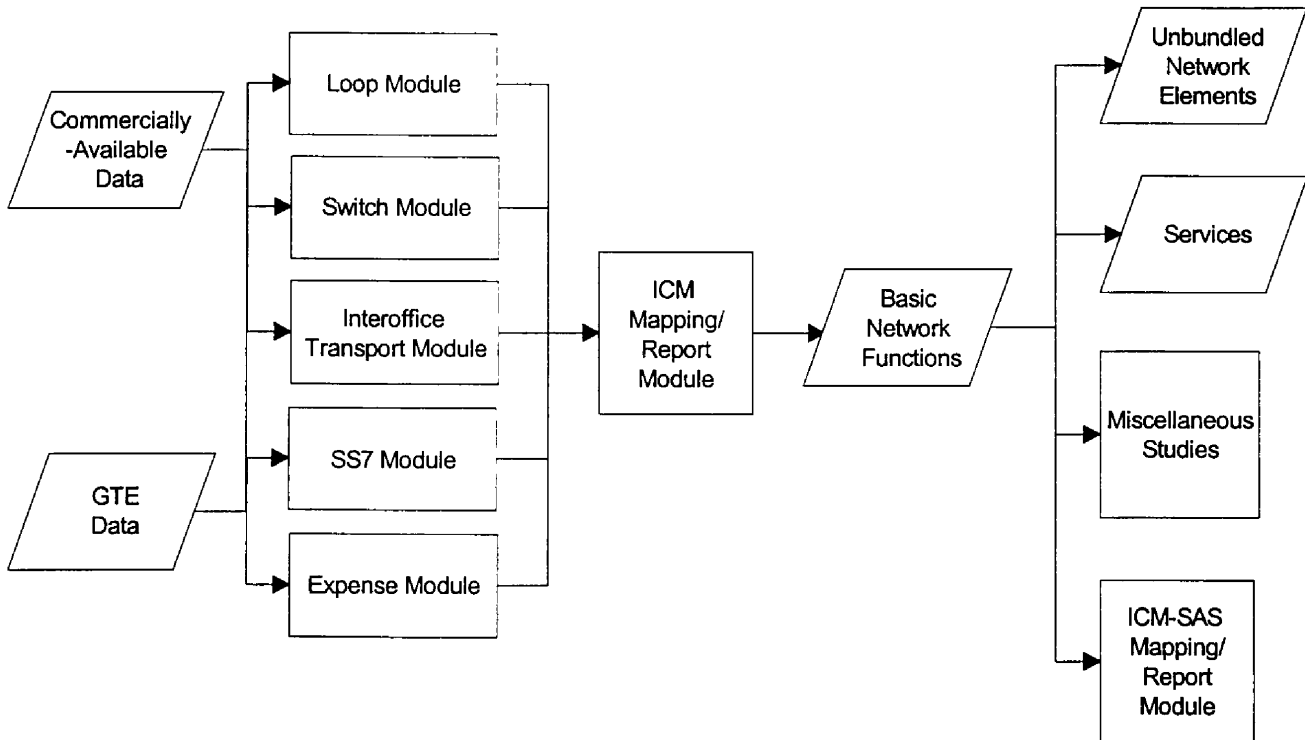 Commercially
-Available
Data
GTE
Data
Loop Module
Switch Module
Interoffice
Transport Module
SS7 Module
Expense Module
ICM
Mapping/
Report
Module
Basic
Network
Functions
Unbundled
Network
Elements
Services
Miscellaneous
Studies
ICM-SAS
Mapping/
Report
Module